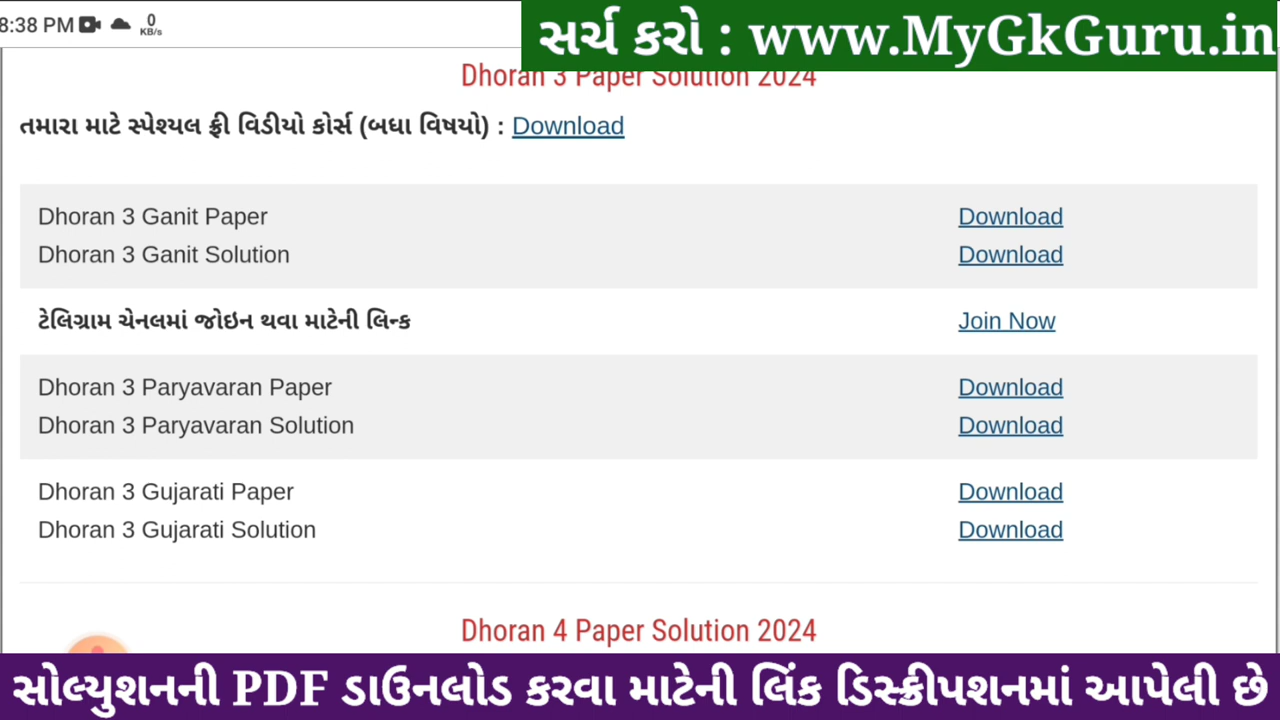 8:38 PM 0
KB/s
સર્ચ કરો : www.MyGkGuru.in
Dhoran 3 Paper Solution 2024
તમારા માટે સ્પેશ્યલ ફ્રી વિડીયો કોર્સ (બધા વિષયો) : Download
Dhoran 3 Ganit Paper Download
Dhoran 3 Ganit Solution Download
ટેલિગ્રામ ચેનલમાં જોઇન થવા માટેની લિન્ક Join Now
Dhoran 3 Paryavaran Paper Download
Dhoran 3 Paryavaran Solution Download
Dhoran 3 Gujarati Paper Download
Dhoran 3 Gujarati Solution Download
Dhoran 4 Paper Solution 2024
સોલ્યુશનની PDF ડાઉનલોડ કરવા માટેની લિંક ડિસ્ક્રીપશનમાં આપેલી છે